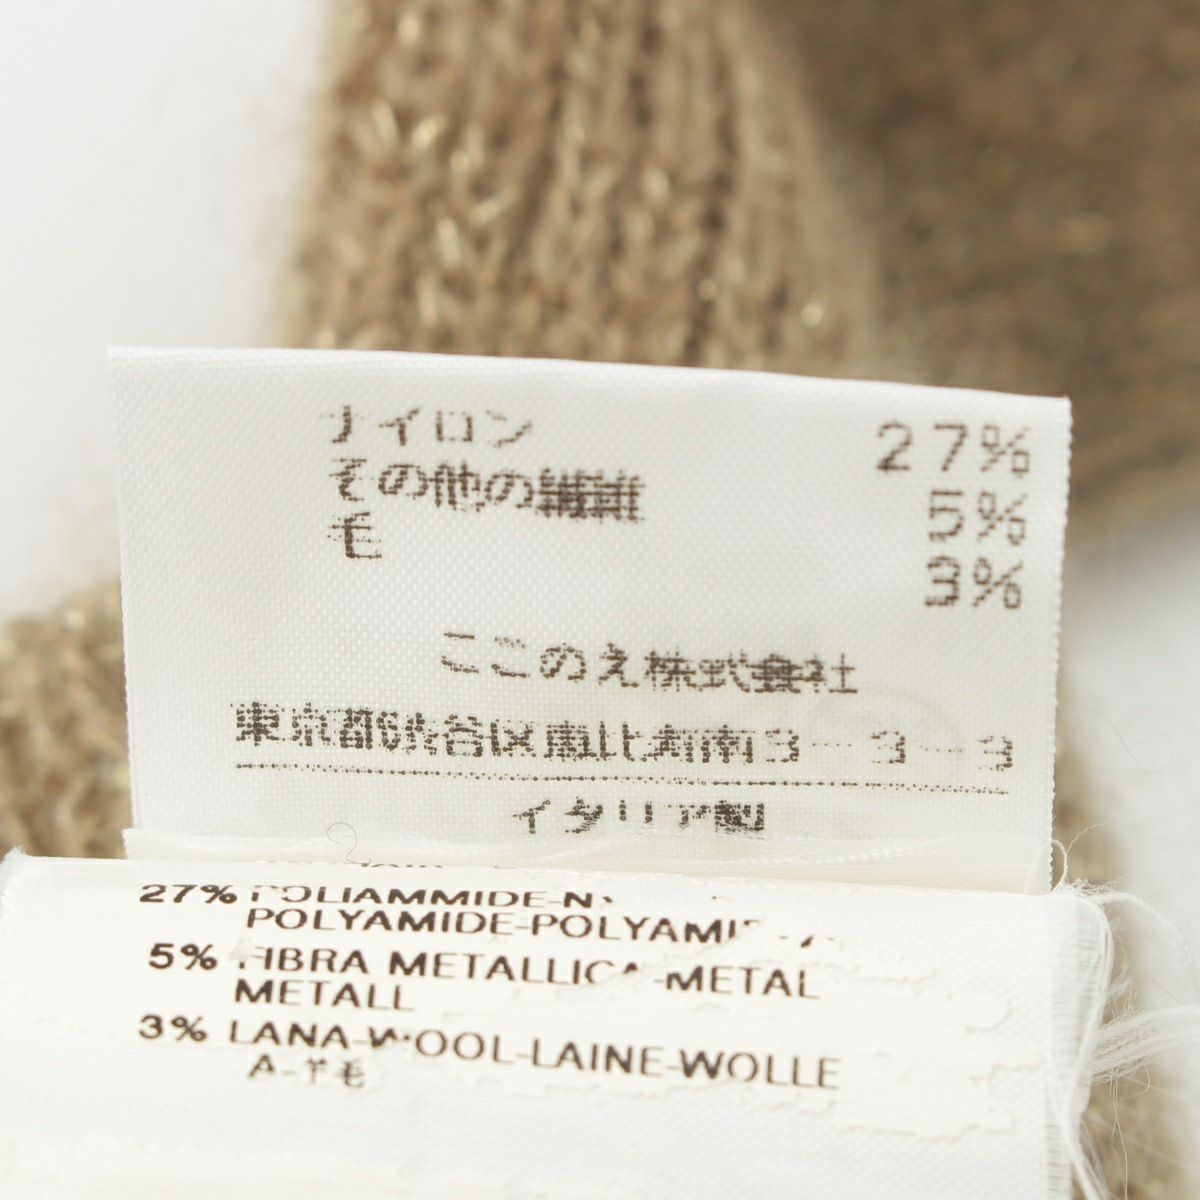 ナイロン 27%
その他の繊維 5%
毛 3%
ここのえ株式会社
東京都渋谷区恵比寿南3-3-3
イタリア製
27% POLIAMMIDE-
POLYAMIDE-
5% FIBRA METALLICA-METAL
METALL
3% LANA-WOOL-LAINE-WOLLE
羊毛